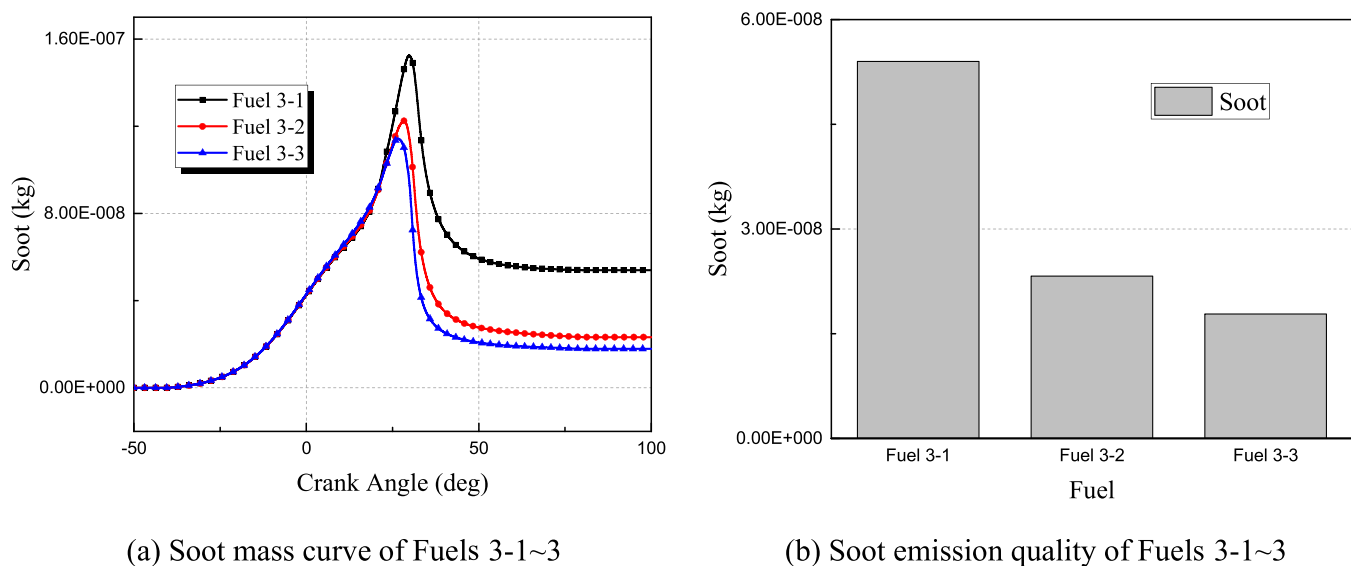 Soot (kg)
1.60E-007
8.00E-008
0.00E+000
Fuel 3-1
Fuel 3-2
Fuel 3-3
-50
0
50
100
Crank Angle (deg)
(a) Soot mass curve of Fuels 3-1~3
Soot (kg)
6.00E-008
3.00E-008
0.00E+000
Soot
Fuel 3-1
Fuel 3-2
Fuel 3-3
Fuel
(b) Soot emission quality of Fuels 3-1~3